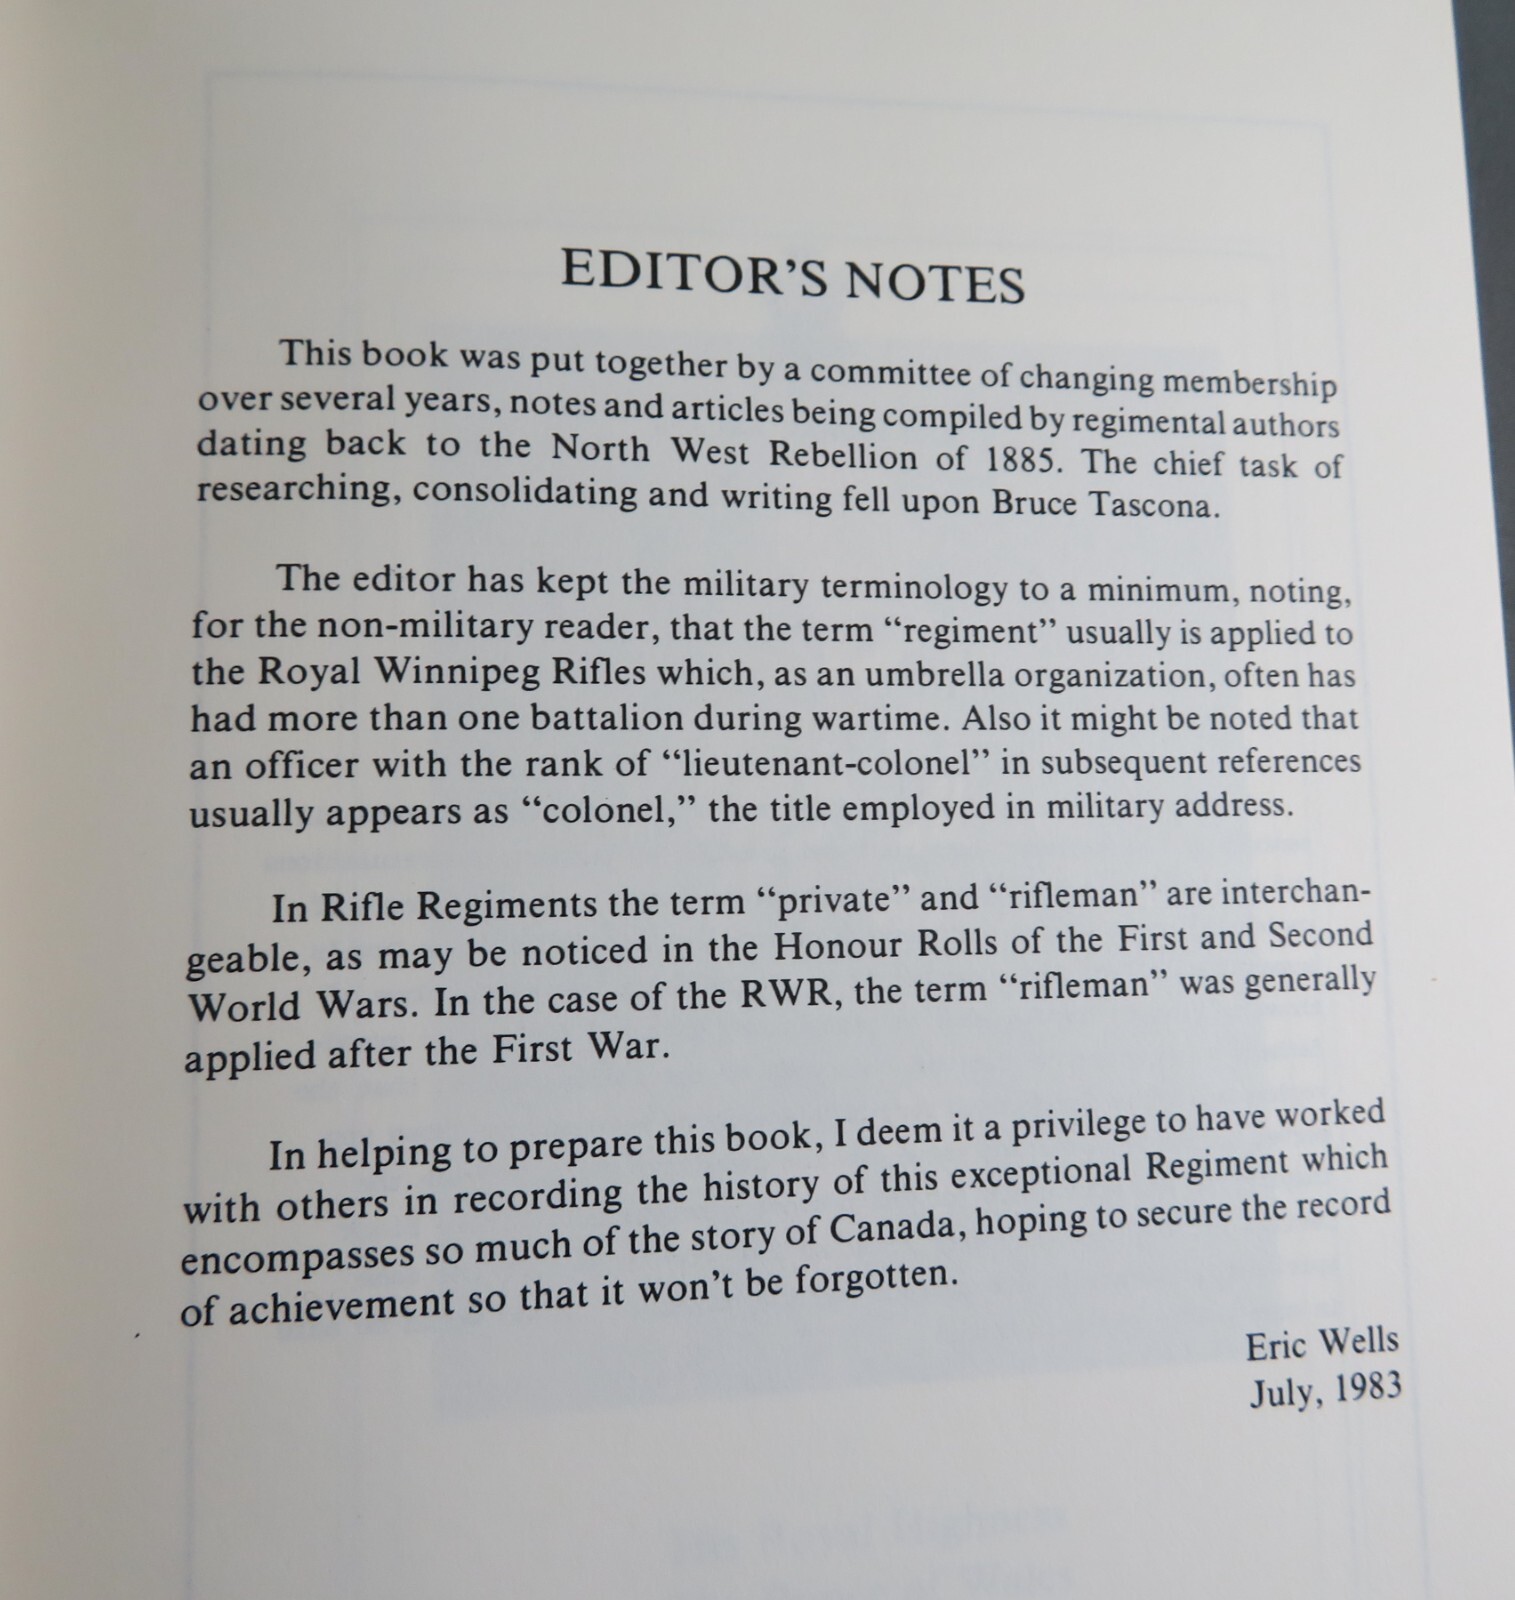 EDITOR'S NOTES
This book was put together by a committee of changing membership
over several years, notes and articles being compiled by regimental authors
dating back to the North West Rebellion of 1885. The chief task of
researching, consolidating and writing fell upon Bruce Tascona.
The editor has kept the military terminology to a minimum, noting,
for the non-military reader, that the term “regiment” usually is applied to
the Royal Winnipeg Rifles which, as an umbrella organization, often has
had more than one battalion during wartime. Also it might be noted that
an officer with the rank of “lieutenant-colonel” in subsequent references
usually appears as “colonel,” the title employed in military address.
In Rifle Regiments the term “private” and “rifleman” are interchan-
geable, as may be noticed in the Honour Rolls of the First and Second
World Wars. In the case of the RWR, the term “rifleman” was generally
applied after the First War.
In helping to prepare this book, I deem it a privilege to have worked
with others in recording the history of this exceptional Regiment which
encompasses so much of the story of Canada, hoping to secure the record
of achievement so that it won't be forgotten.
Eric Wells
July, 1983